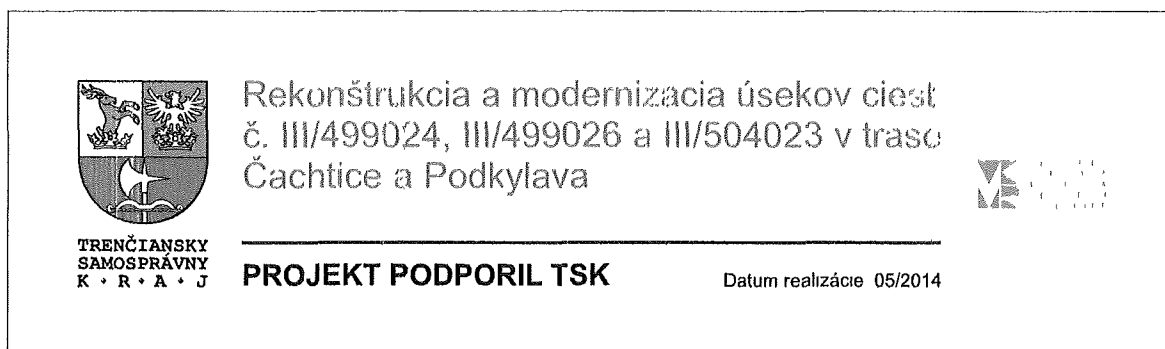 Rekonštrukcia a modernizacia úsekov ciest
č. III/499024, III/499026 a III/504023 v trase
Čachtice a Podkylava
TRENČIANSKY
SAMOSPRÁVNY
K • R • A • J
PROJEKT PODPORIL TSK
Datum realizácie 05/2014